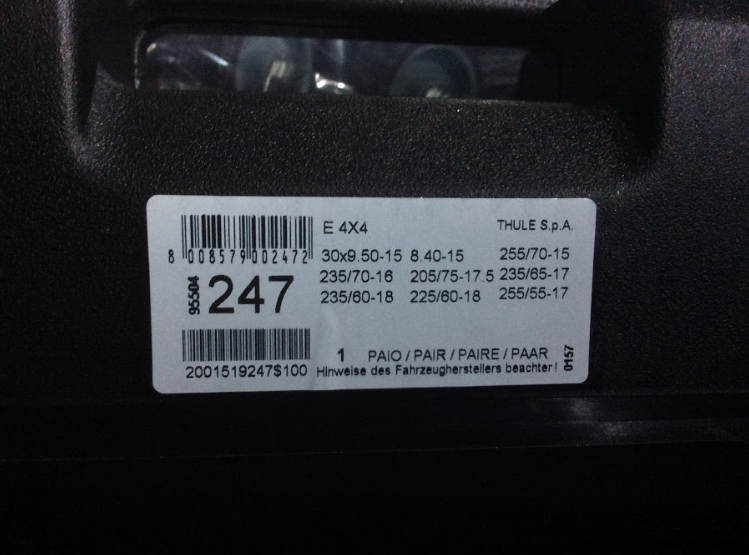 E 4X4 THULE S.p.A.
8 008579 002472
30x9.50-15 8.40-15 255/70-15
235/70-16 205/75-17.5 235/65-17
235/60-18 225/60-18 255/55-17
95504
247
2001519247$100
1 PAIO / PAIR / PAIRE / PAAR
Hinweise des Fahrzeugherstellers beachter!
0157